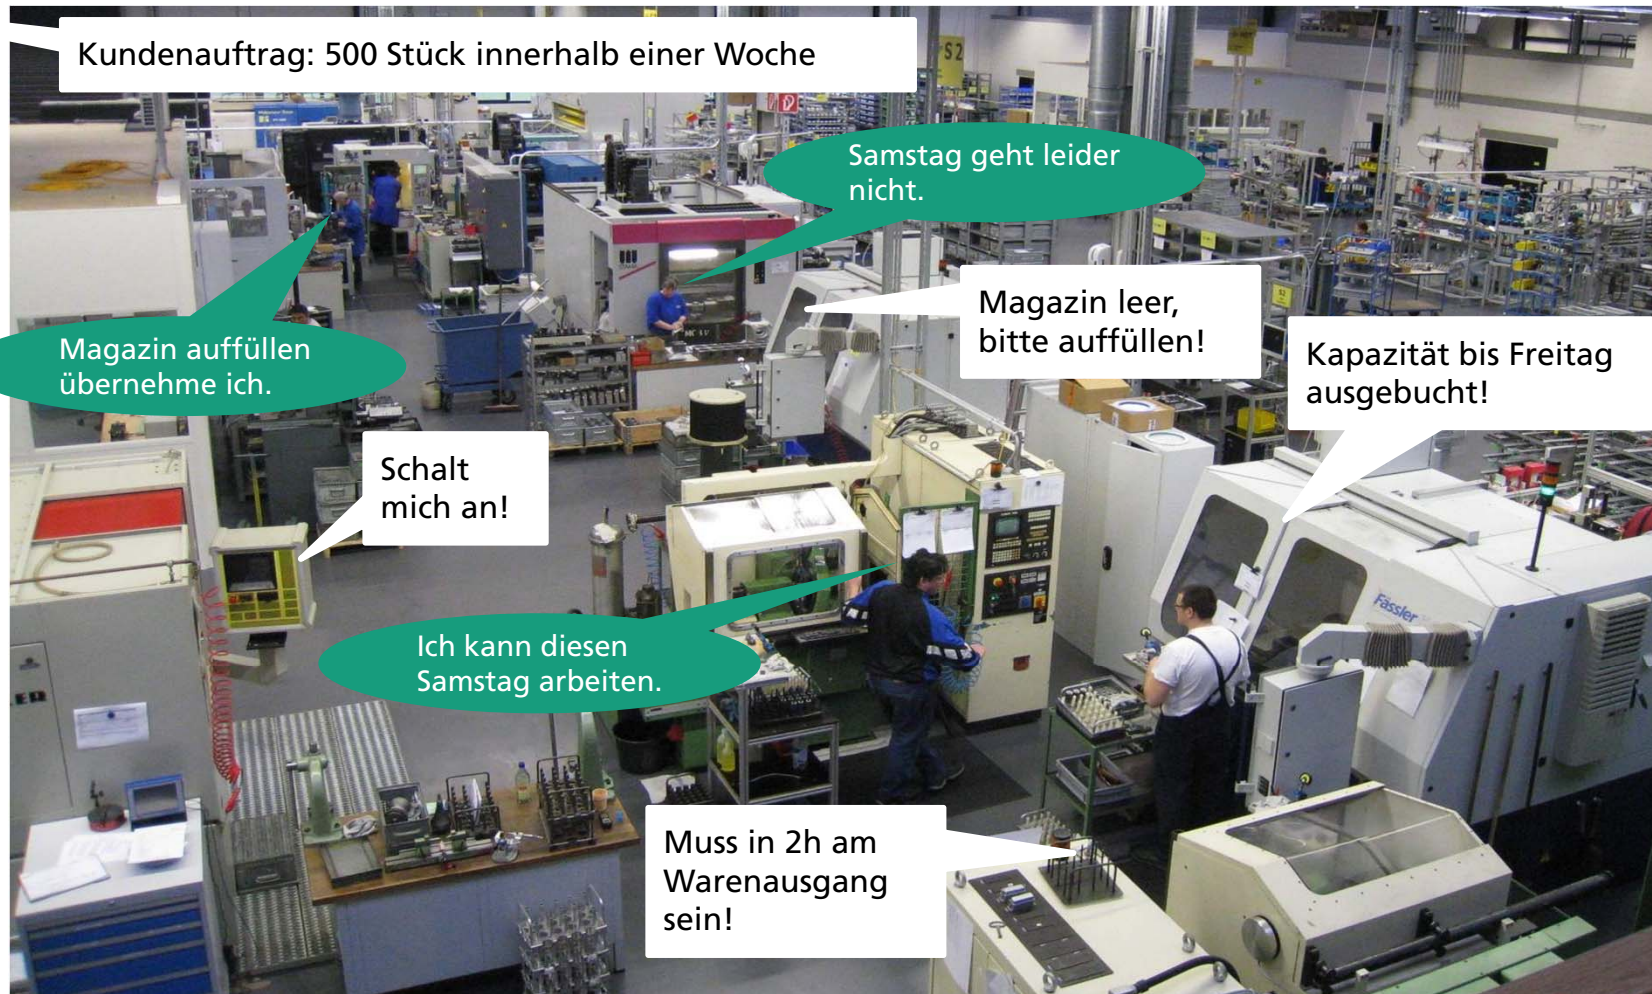 Kundenauftrag: 500 Stück innerhalb einer Woche
S2
Samstag geht leider
nicht.
Magazin leer,
bitte auffüllen!
Kapazität bis Freitag
ausgebucht!
Magazin auffüllen
übernehme ich.
Schalt
mich an!
Ich kann diesen
Samstag arbeiten.
Fässler
Muss in 2h am
Warenausgang
sein!